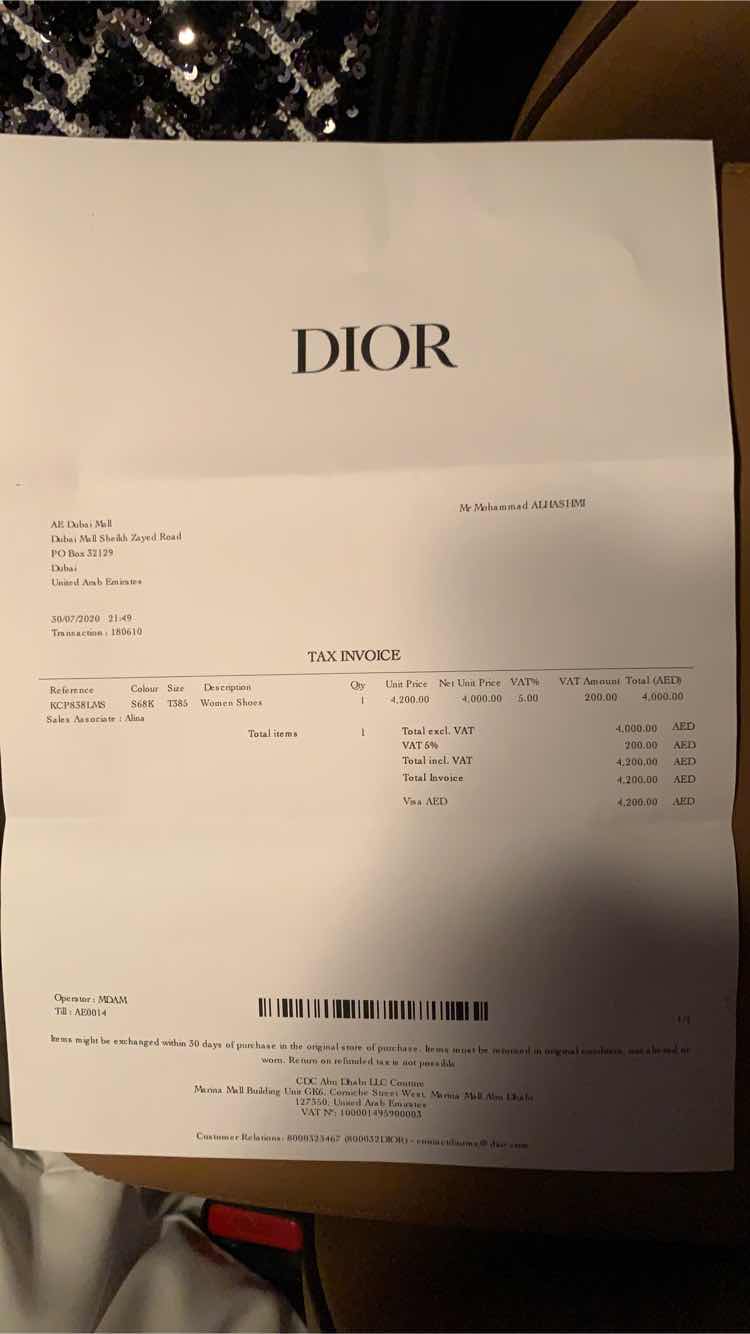 DIOR
Mr Mohammad ALHASHMI
AE Dubai Mall
Dubai Mall Sheikh Zayed Road
PO Box 32129
Dubai
United Arab Emirates
30/07/2020 21:49
Transaction : 180610
TAX INVOICE
Reference Colour Size Description Qty Unit Price Net Unit Price VAT% VAT Amount Total (AED)
KCP838LMS S68K T385 Women Shoes 1 4,200.00 4,000.00 5.00 200.00 4,000.00
Sales Associate : Alina
Total items 1 Total excl. VAT 4,000.00 AED
VAT 5% 200.00 AED
Total incl. VAT 4,200.00 AED
Total Invoice 4,200.00 AED
Visa AED 4,200.00 AED
Operator : MDAM
Till : AE0014
1/1
Items might be exchanged within 30 days of purchase in the original store of purchase. Items must be returned in original condition, not altered or
worn. Return on refunded tax is not possible
CDC Abu Dhabi LLC Couture
Marina Mall Building Unit GK6, Corniche Street West, Marina Mall Abu Dhabi
127350, United Arab Emirates
VAT N°: 100001495900003
Customer Relations: 8000323467 (800032DIOR) -